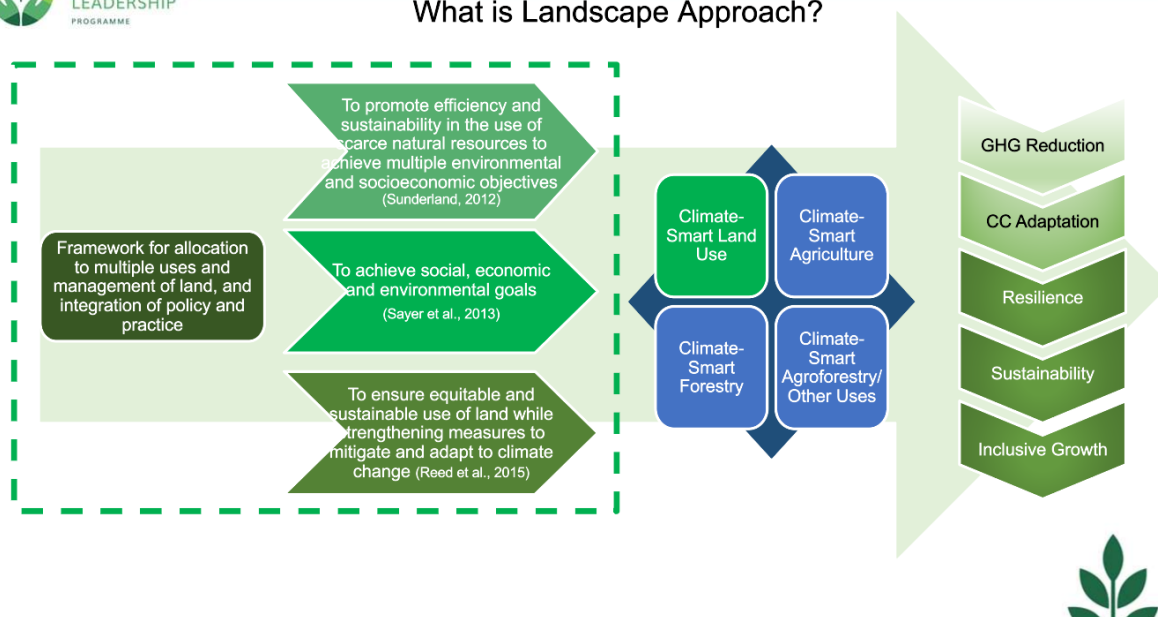 LEADERSHIP
PROGRAMME
What is Landscape Approach?
Framework for allocation
to multiple uses and
management of land, and
integration of policy and
practice
To promote efficiency and
sustainability in the use of
scarce natural resources to
achieve multiple environmental
and socioeconomic objectives
(Sunderland, 2012)
To achieve social, economic
and environmental goals
(Sayer et al., 2013)
To ensure equitable and
sustainable use of land while
strengthening measures to
mitigate and adapt to climate
change (Reed et al., 2015)
Climate-
Smart Land
Use
Climate-
Smart
Agriculture
Climate-
Smart
Forestry
Climate-
Smart
Agroforestry/
Other Uses
GHG Reduction
CC Adaptation
Resilience
Sustainability
Inclusive Growth